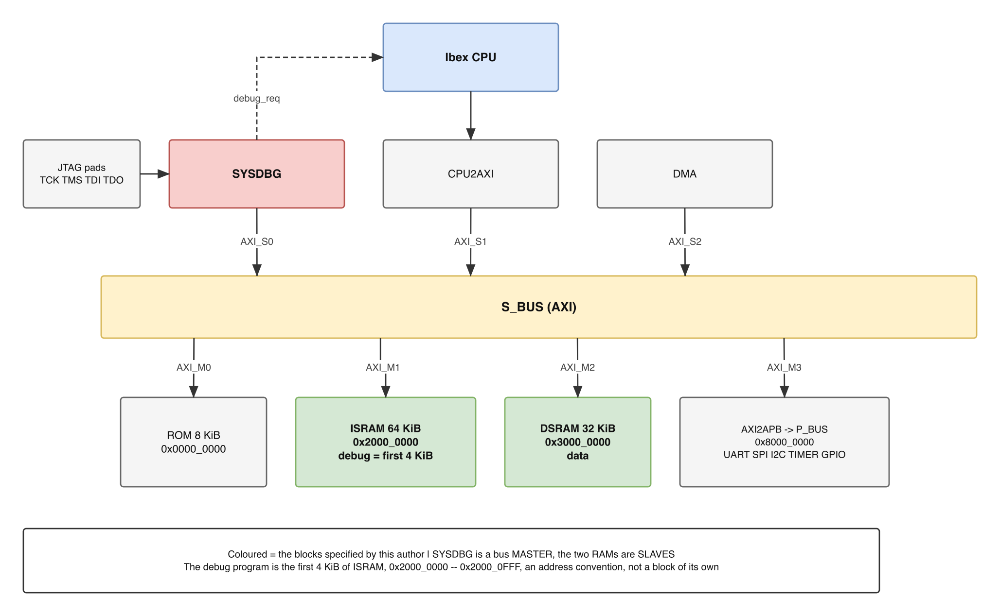 Ibex CPU
debug_req
JTAG pads
TCK TMS TDI TDO
SYSDBG
CPU2AXI
DMA
AXI_S0
AXI_S1
AXI_S2
S_BUS (AXI)
AXI_M0
AXI_M1
AXI_M2
AXI_M3
ROM 8 KiB
0x0000_0000
ISRAM 64 KiB
0x2000_0000
debug = first 4 KiB
DSRAM 32 KiB
0x3000_0000
data
AXI2APB -> P_BUS
0x8000_0000
UART SPI I2C TIMER GPIO
Coloured = the blocks specified by this author | SYSDBG is a bus MASTER, the two RAMs are SLAVES
The debug program is the first 4 KiB of ISRAM, 0x2000_0000 -- 0x2000_0FFF, an address convention, not a block of its own